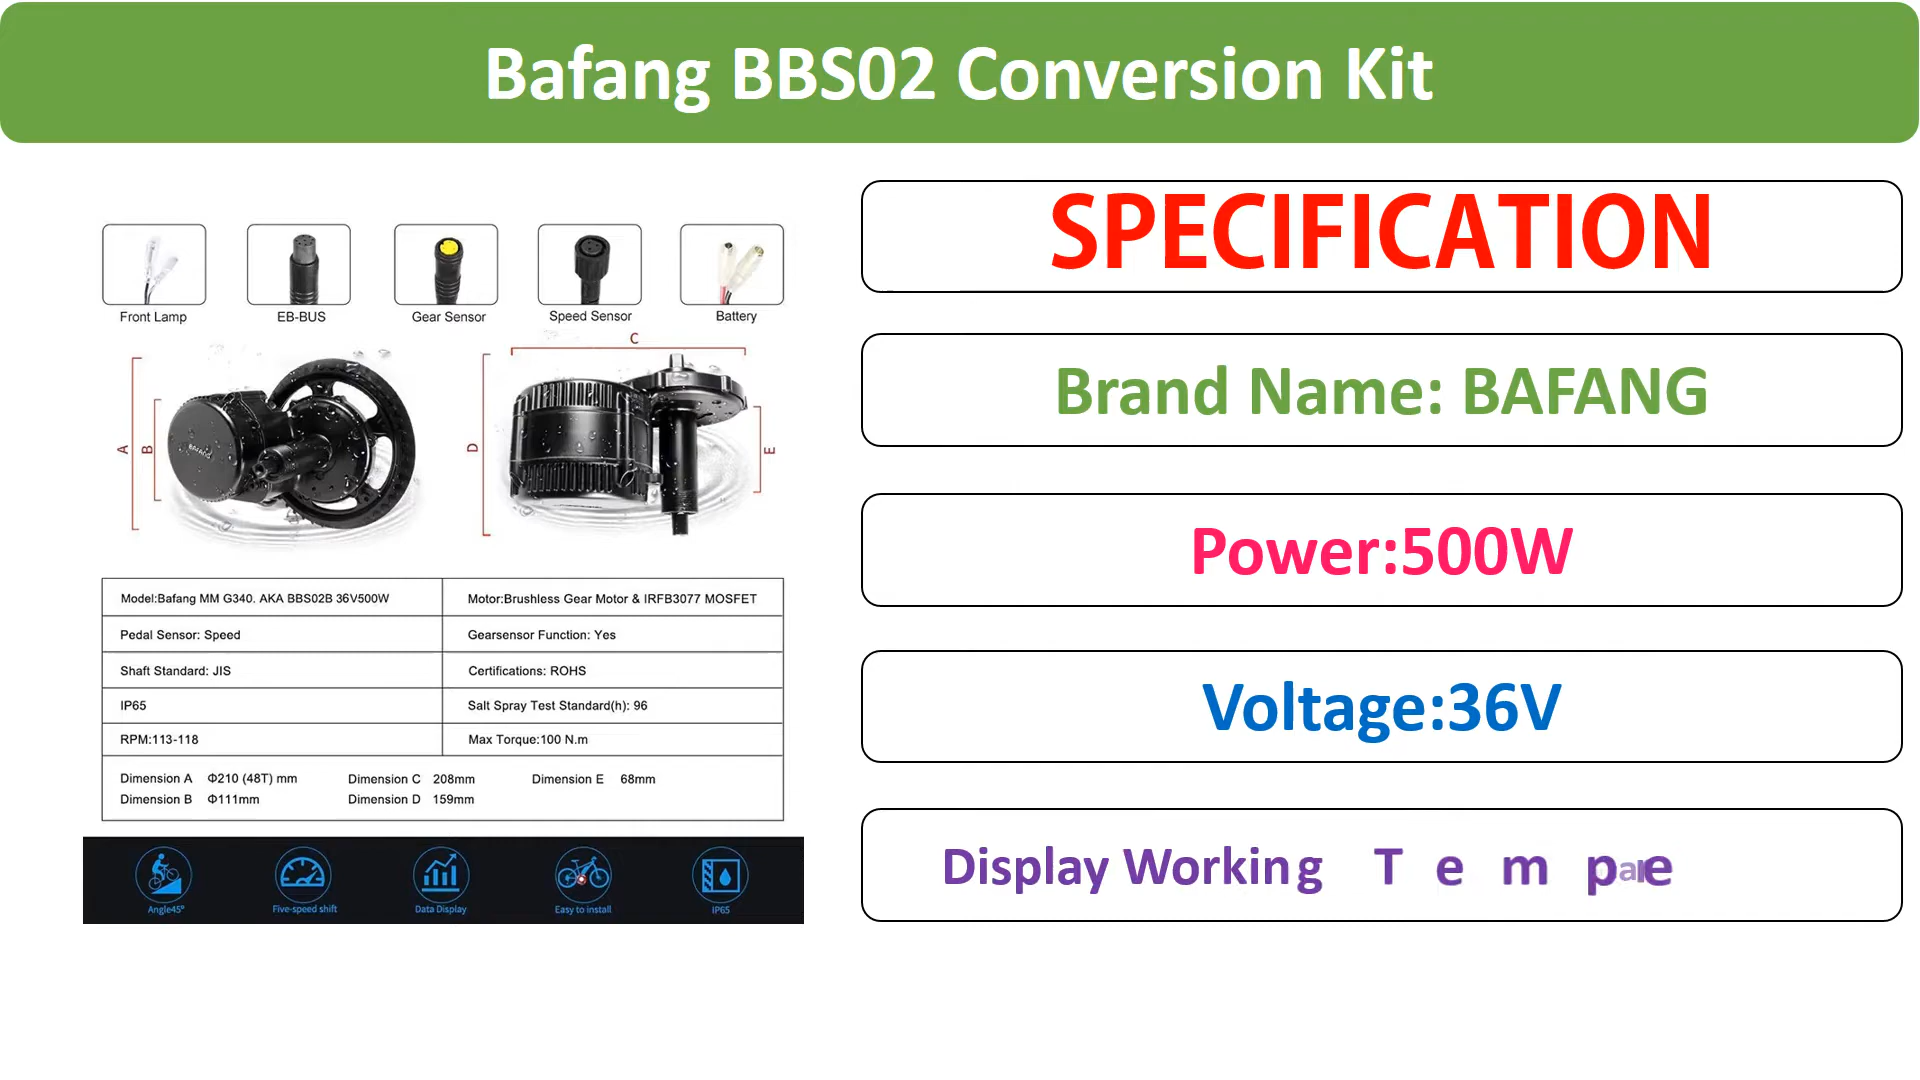 Bafang BBS02 Conversion Kit
SPECIFICATION
Brand Name: BAFANG
Power:500W
Voltage:36V
Display Working
Front Lamp
EB-BUS
Gear Sensor
Speed Sensor
Battery
A
B
BAFANG
C
D
E
Model:Bafang MM G340. AKA BBS02B 36V500W
Motor:Brushless Gear Motor & IRFB3077 MOSFET
Pedal Sensor: Speed
Gearsensor Function: Yes
Shaft Standard: JIS
Certifications: ROHS
IP65
Salt Spray Test Standard(h): 96
RPM:113-118
Max Torque:100 N.m
Dimension A Φ210 (48T) mm
Dimension C 208mm
Dimension E 68mm
Dimension B Φ111mm
Dimension D 159mm
Angle45°
Five-speed shift
Data Display
Easy to install
IP65